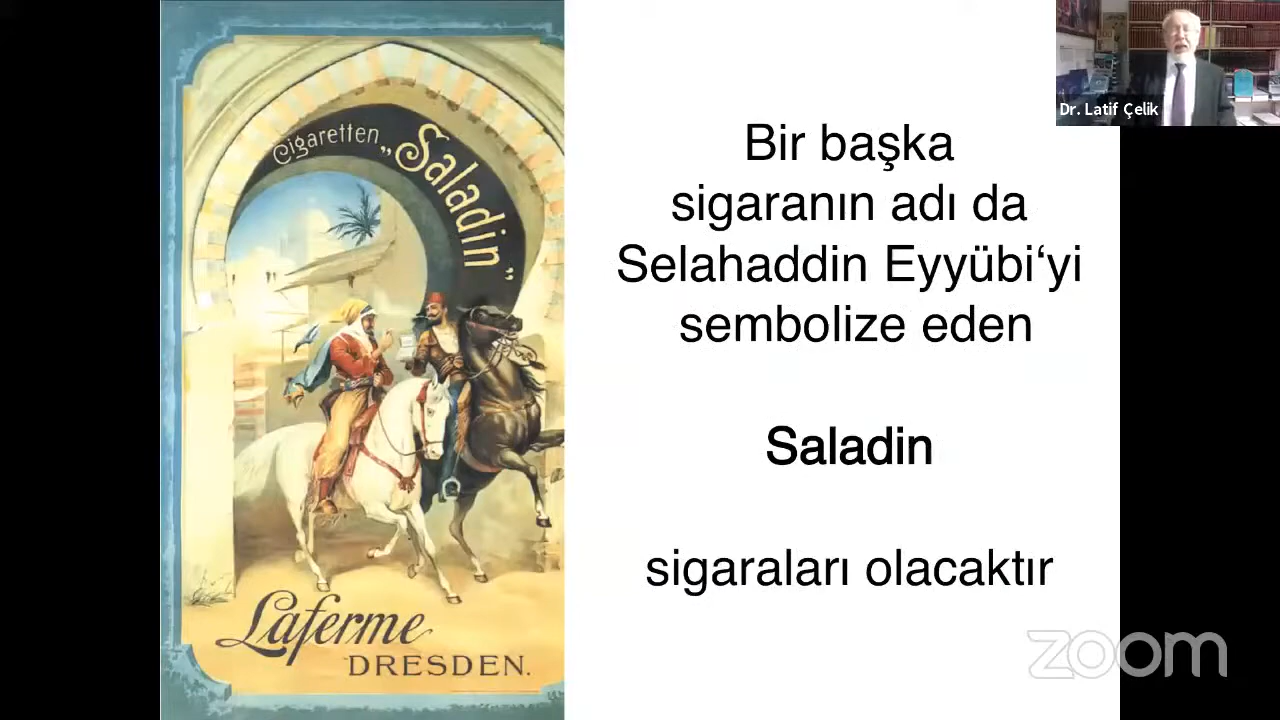 Cigaretten „Saladin"
Laferme
DRESDEN.
Bir başka
sigaranın adı da
Selahaddin Eyyübi‘yi
sembolize eden
Saladin
sigaraları olacaktır
Dr. Latif Çelik
zoom